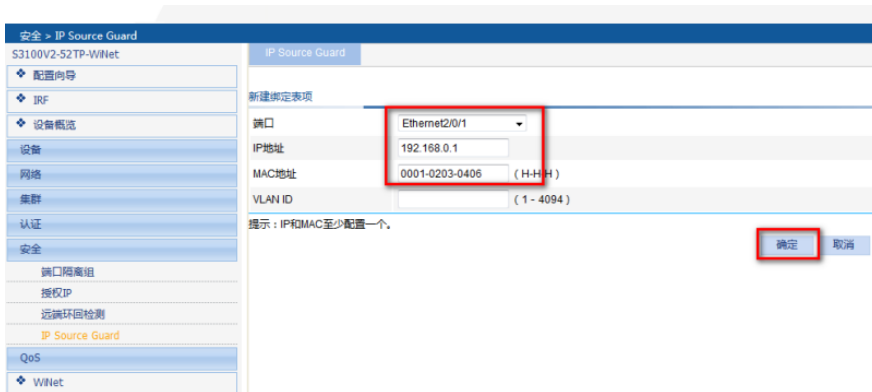 安全 > IP Source Guard
S3100V2-52TP-WiNet
配置向导
IRF
设备概览
设备
网络
集群
认证
安全
端口隔离组
授权IP
远端环回检测
IP Source Guard
QoS
WiNet
IP Source Guard
新建绑定表项
端口 Ethernet2/0/1
IP地址 192.168.0.1
MAC地址 0001-0203-0406 ( H-H-H )
VLAN ID ( 1 - 4094 )
提示：IP和MAC至少配置一个。
确定 取消